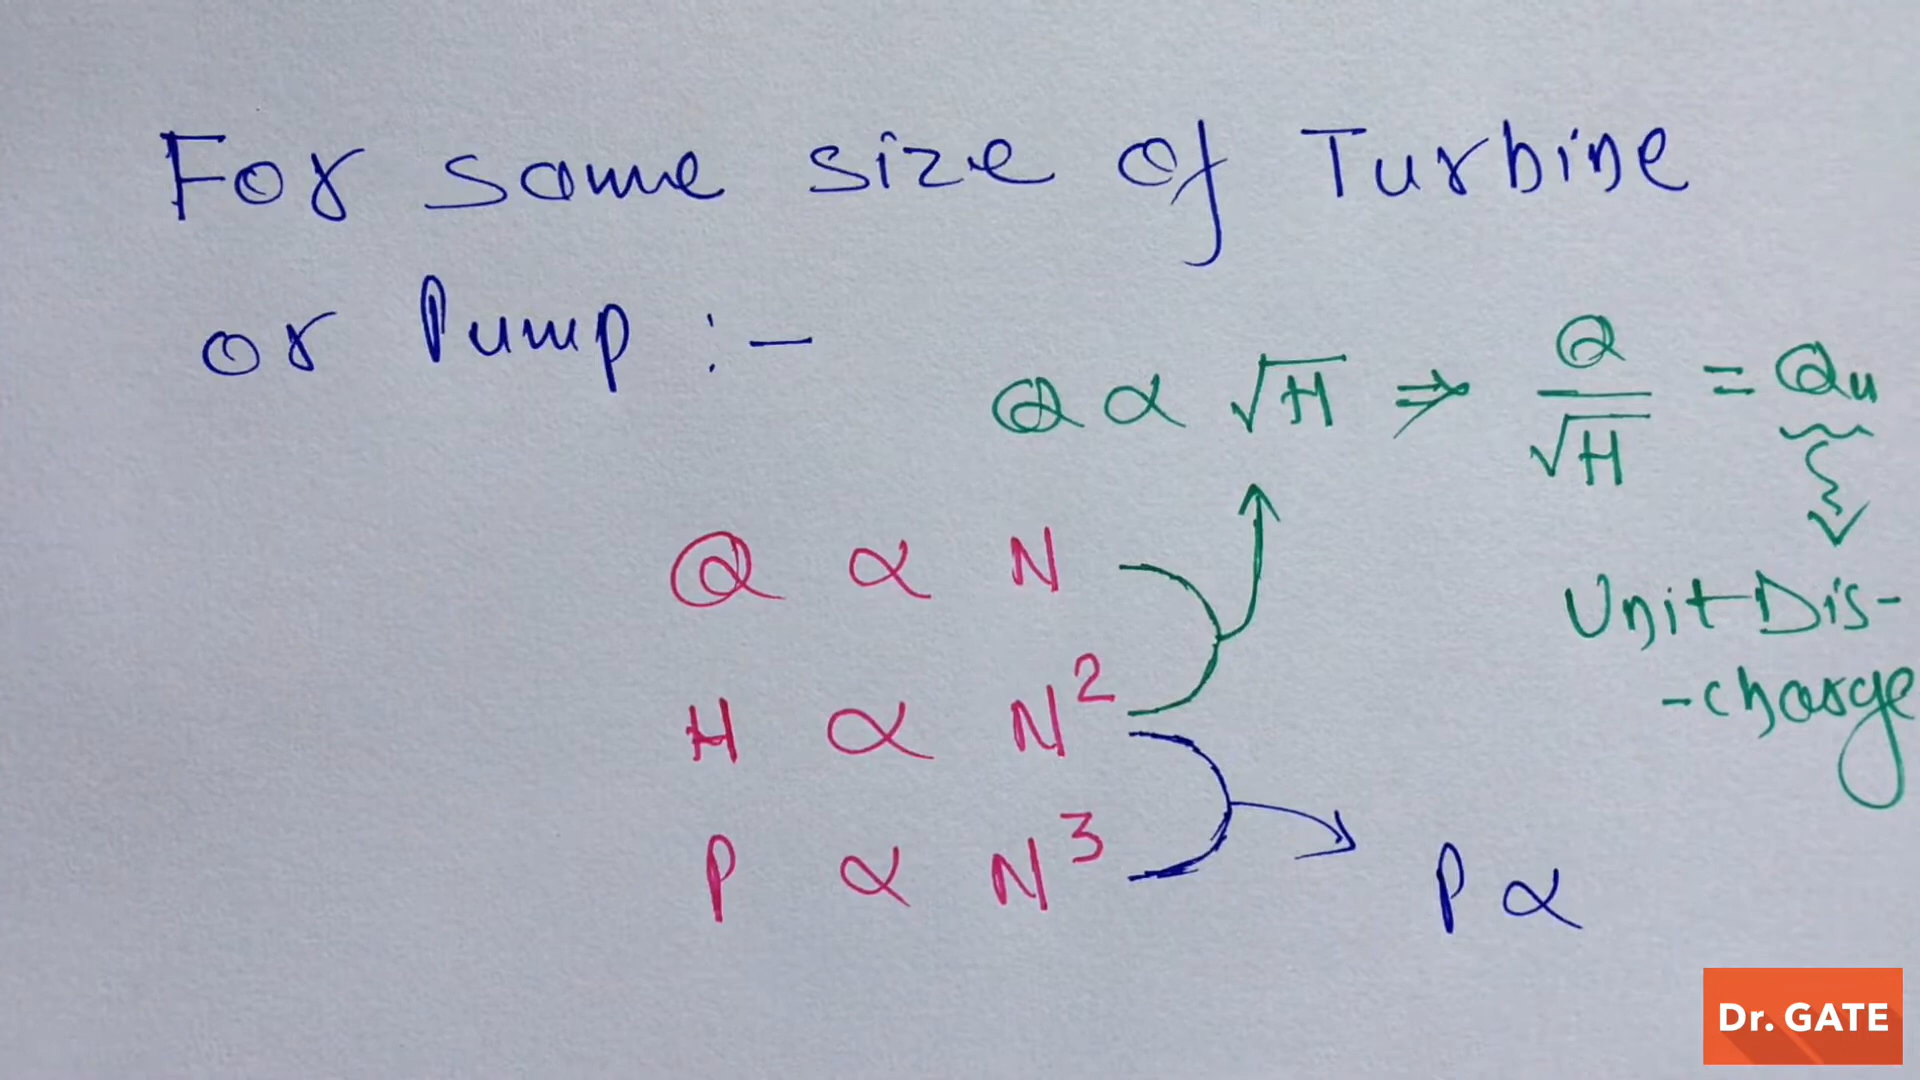 For same size of Turbine
or Pump :-
Q ∝ √H ⇒ Q/√H = Qu
Q ∝ N
Unit Dis-
-charge
H ∝ N²
P ∝ N³
P ∝
Dr. GATE